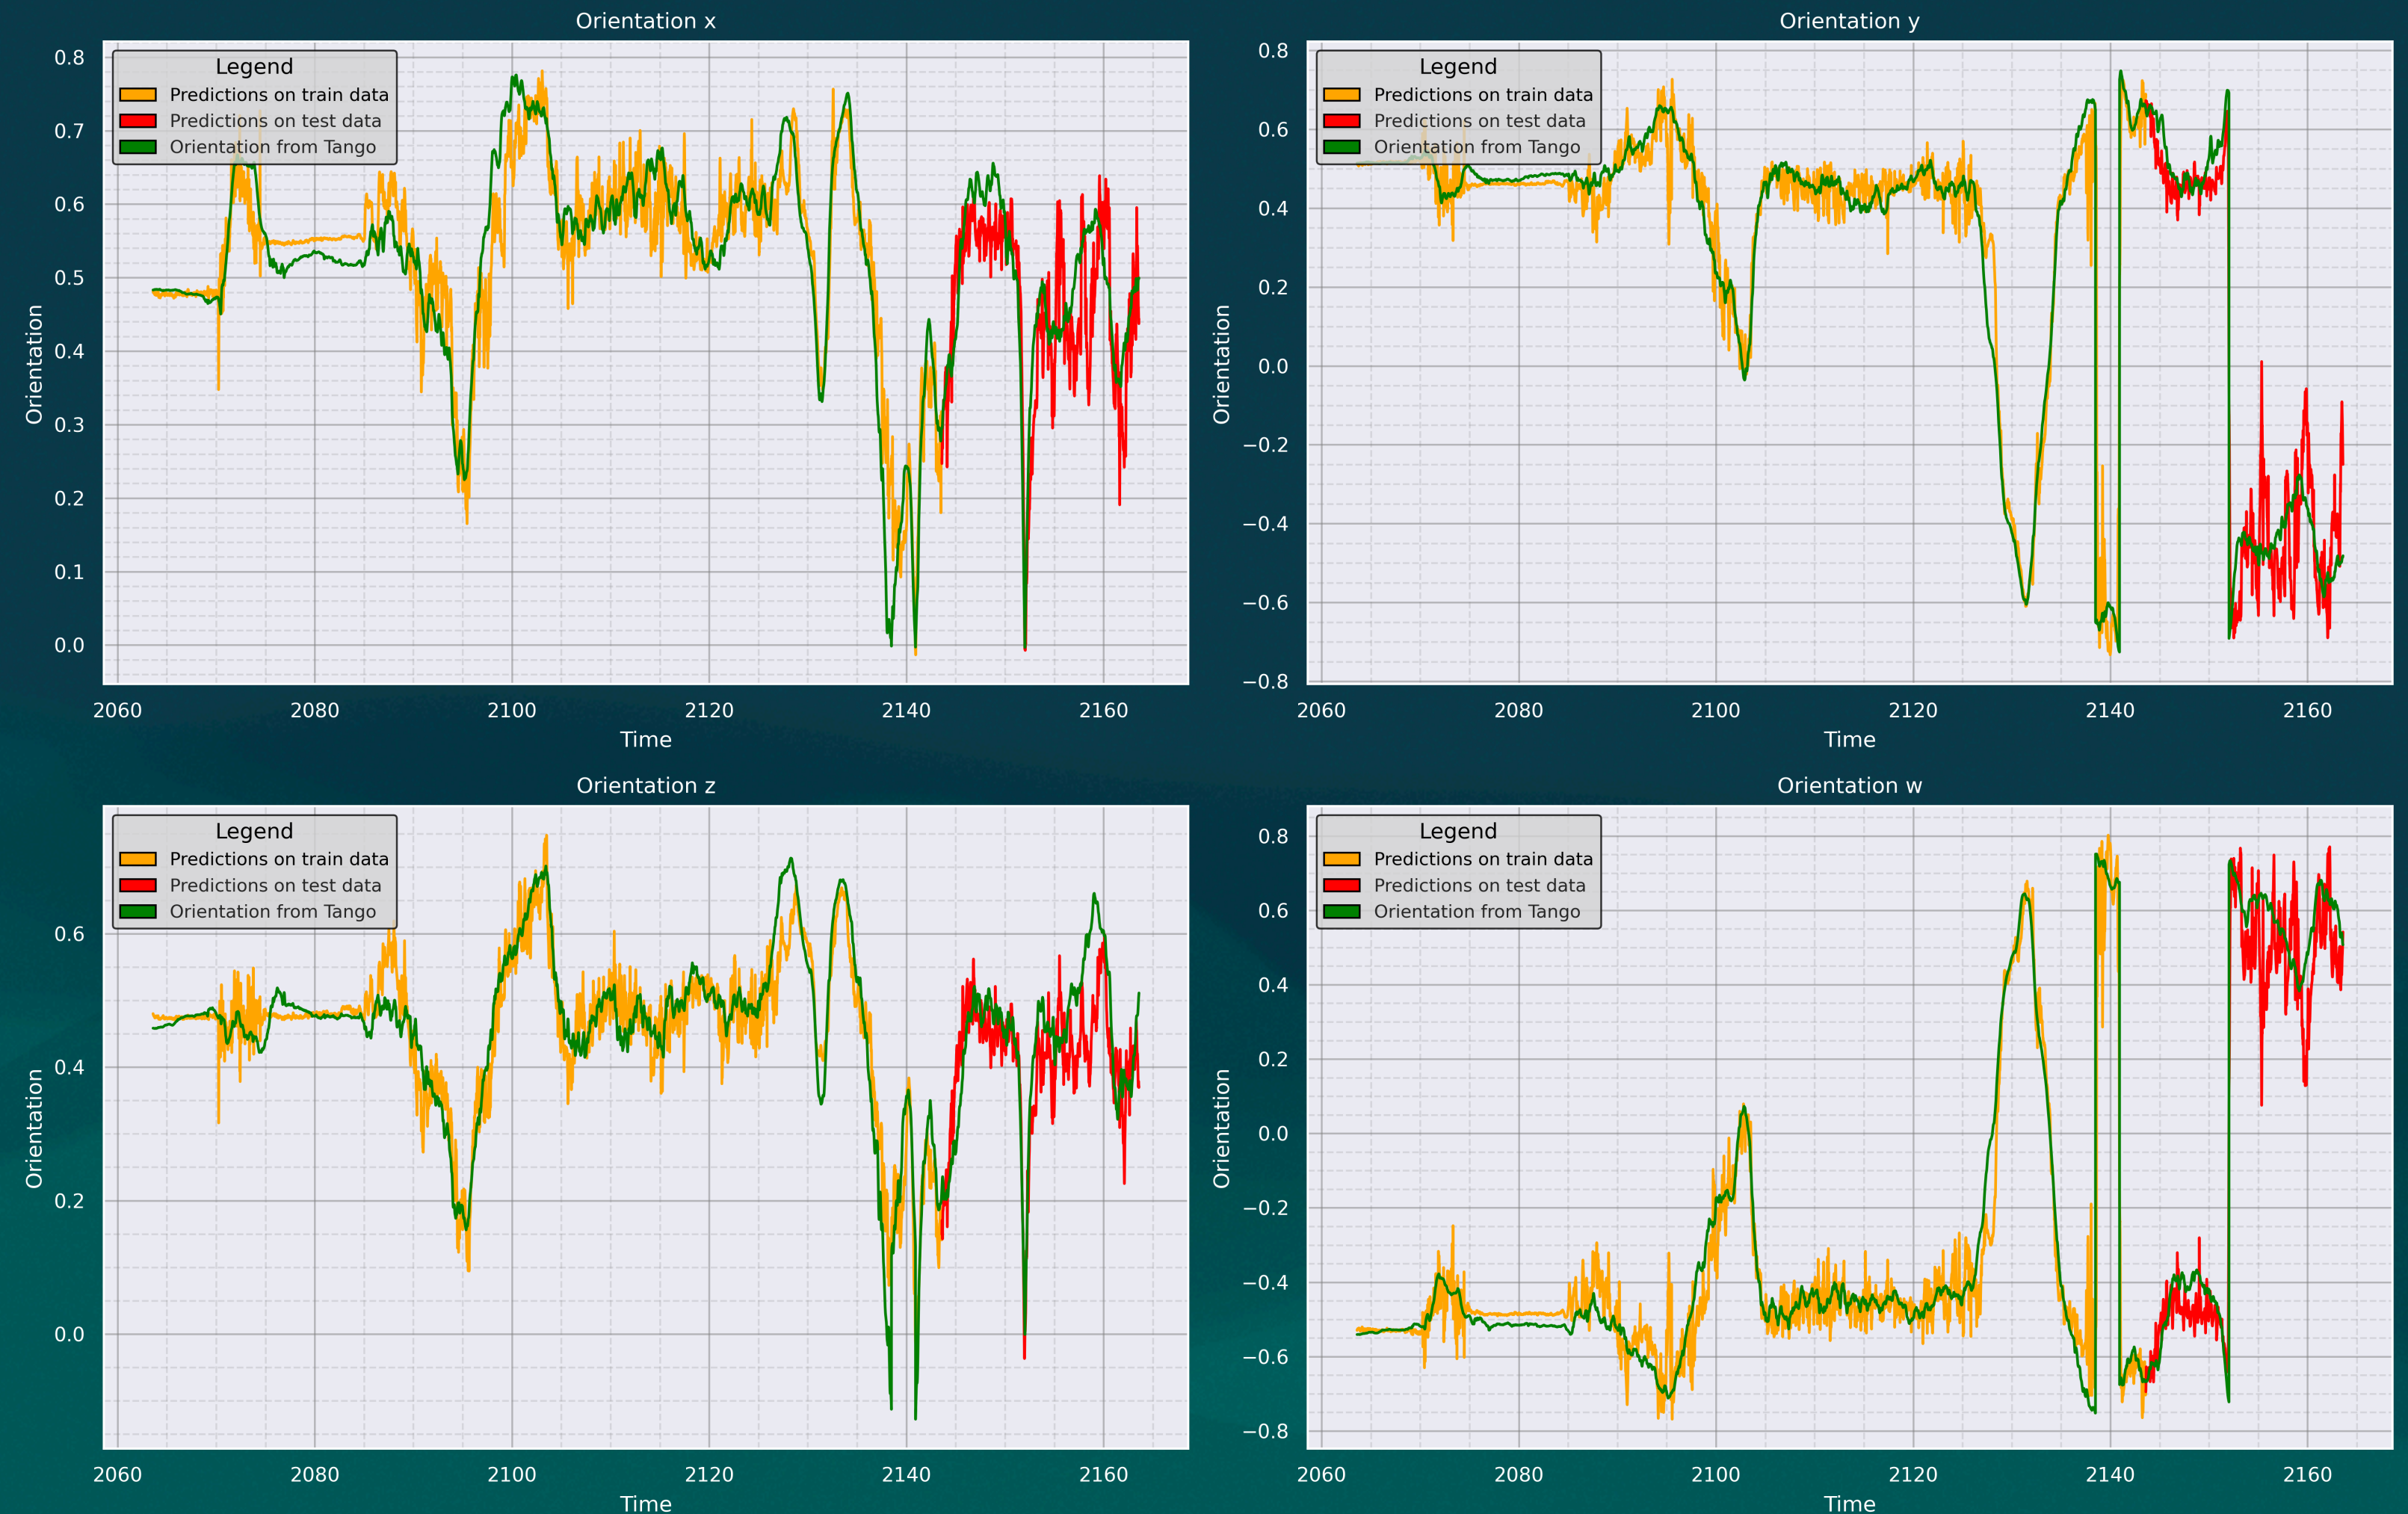 Orientation x
Legend
Predictions on train data
Predictions on test data
Orientation from Tango
0.8
0.7
0.6
0.5
0.4
0.3
0.2
0.1
0.0
Orientation
2060 2080 2100 2120 2140 2160
Time
Orientation y
Legend
Predictions on train data
Predictions on test data
Orientation from Tango
0.8
0.6
0.4
0.2
0.0
−0.2
−0.4
−0.6
−0.8
Orientation
2060 2080 2100 2120 2140 2160
Time
Orientation z
Legend
Predictions on train data
Predictions on test data
Orientation from Tango
0.6
0.4
0.2
0.0
Orientation
2060 2080 2100 2120 2140 2160
Time
Orientation w
Legend
Predictions on train data
Predictions on test data
Orientation from Tango
0.8
0.6
0.4
0.2
0.0
−0.2
−0.4
−0.6
−0.8
Orientation
2060 2080 2100 2120 2140 2160
Time